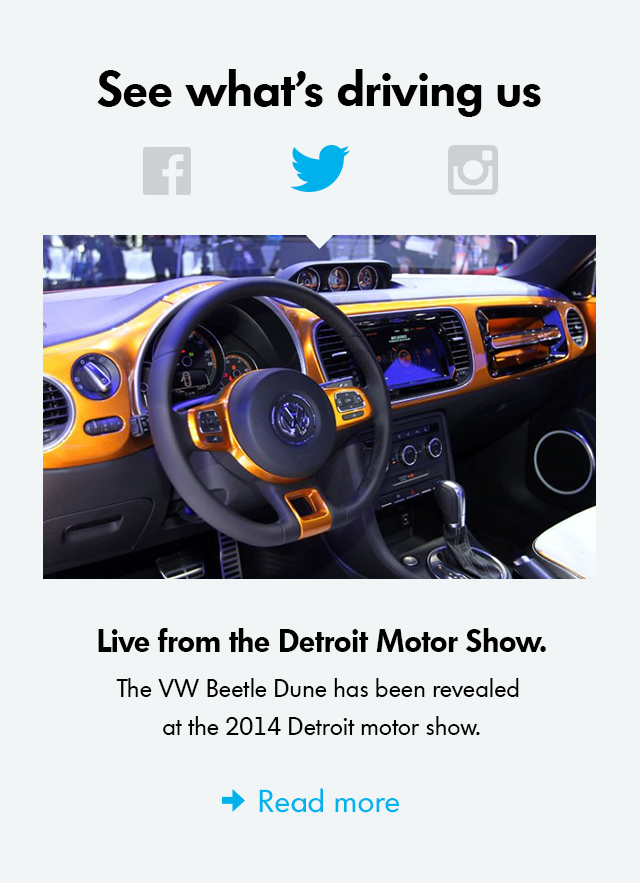 See what's driving us
Live from the Detroit Motor Show.
The VW Beetle Dune has been revealed
at the 2014 Detroit motor show.
Read more